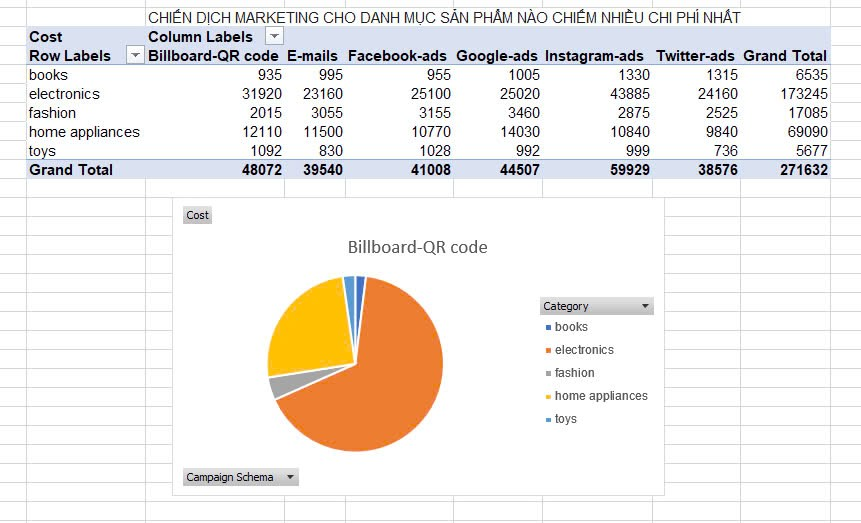 CHIẾN DỊCH MARKETING CHO DANH MỤC SẢN PHẨM NÀO CHIẾM NHIỀU CHI PHÍ NHẤT
Cost Column Labels
Row Labels Billboard-QR code E-mails Facebook-ads Google-ads Instagram-ads Twitter-ads Grand Total
books 935 995 955 1005 1330 1315 6535
electronics 31920 23160 25100 25020 43885 24160 173245
fashion 2015 3055 3155 3460 2875 2525 17085
home appliances 12110 11500 10770 14030 10840 9840 69090
toys 1092 830 1028 992 999 736 5677
Grand Total 48072 39540 41008 44507 59929 38576 271632
Cost
Billboard-QR code
Category
books
electronics
fashion
home appliances
toys
Campaign Schema